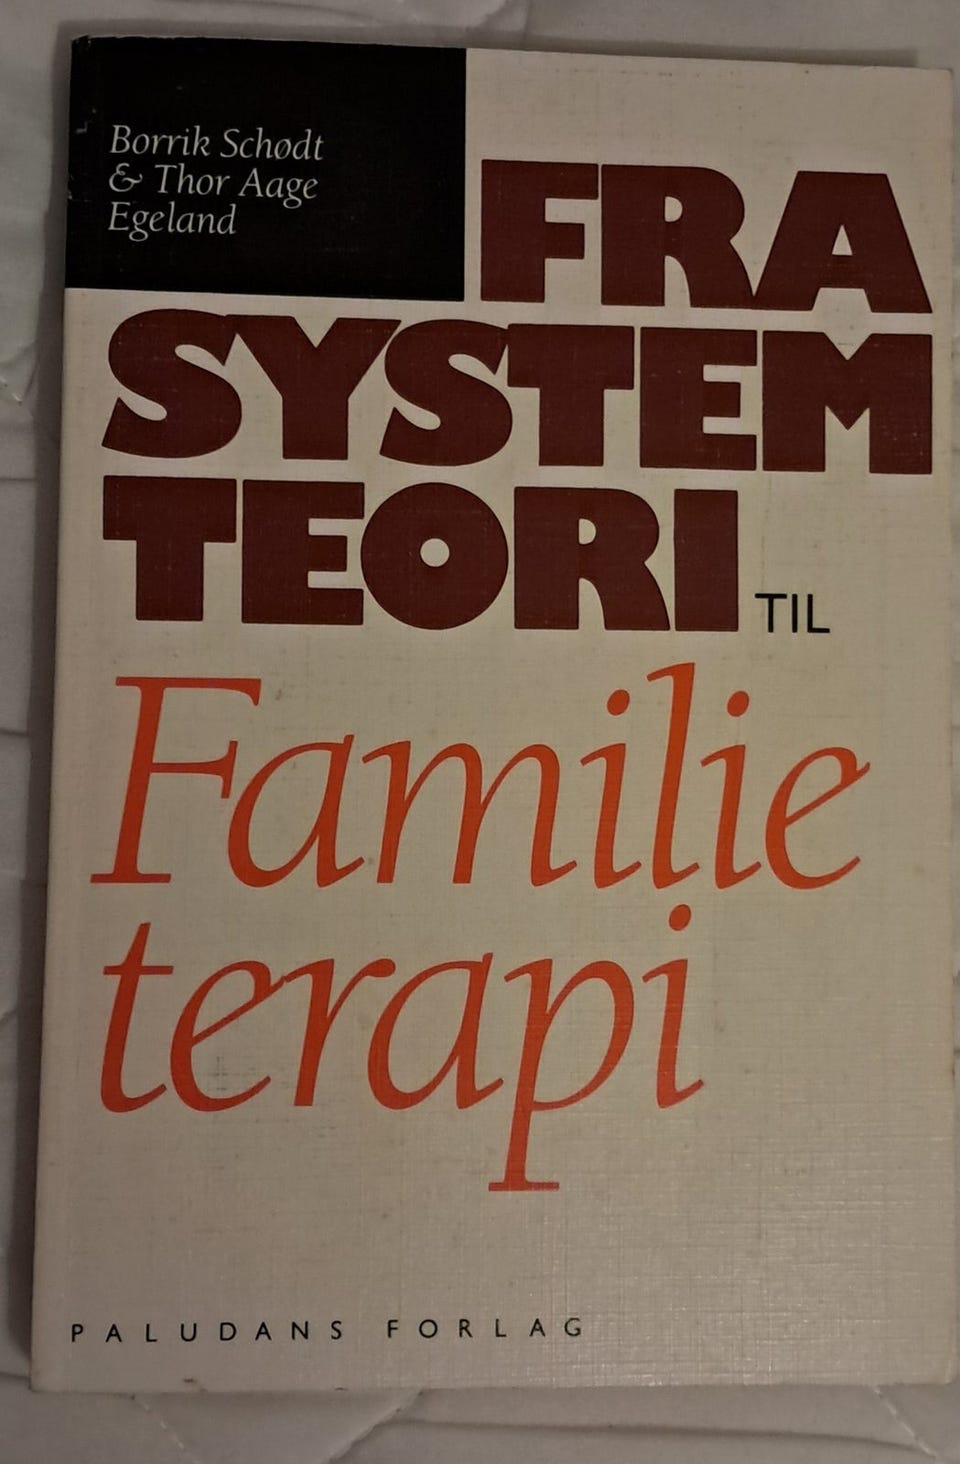 Borrik Schødt
& Thor Aage
Egeland
FRA
SYSTEM
TEORI TIL
Familie
terapi
PALUDANS FORLAG